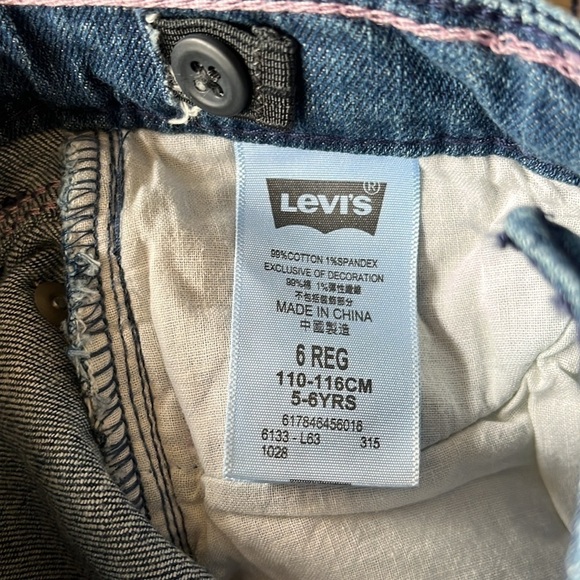 LEVI'S®
99%COTTON 1%SPANDEX
EXCLUSIVE OF DECORATION
99%棉 1%彈性纖維
不包括裝飾部分
MADE IN CHINA
中國製造
6 REG
110-116CM
5-6YRS
617846456016
6133 - L63 315
1028